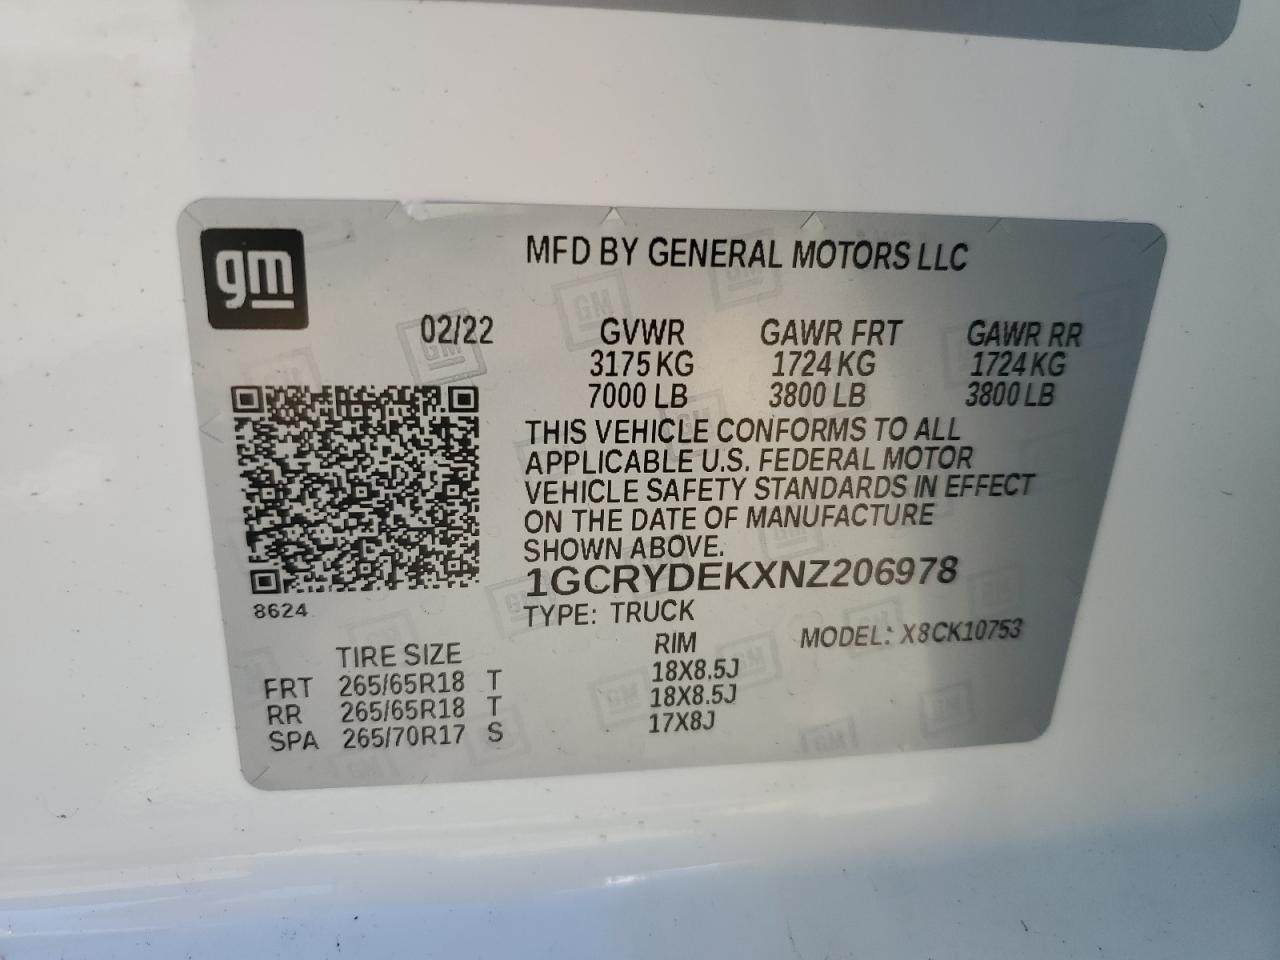 gm
MFD BY GENERAL MOTORS LLC
02/22 GVWR GAWR FRT GAWR RR
3175 KG 1724 KG 1724 KG
7000 LB 3800 LB 3800 LB
THIS VEHICLE CONFORMS TO ALL
APPLICABLE U.S. FEDERAL MOTOR
VEHICLE SAFETY STANDARDS IN EFFECT
ON THE DATE OF MANUFACTURE
SHOWN ABOVE.
1GCRYDEKXNZ206978
8624 TYPE: TRUCK
MODEL: X8CK10753
TIRE SIZE RIM
FRT 265/65R18 T 18X8.5J
RR 265/65R18 T 18X8.5J
SPA 265/70R17 S 17X8J